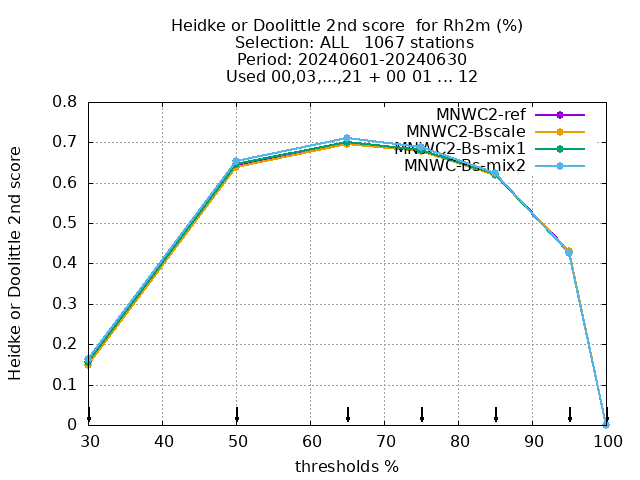 Heidke or Doolittle 2nd score  for Rh2m (%)
Selection: ALL   1067 stations
Period: 20240601-20240630
Used 00,03,...,21 + 00 01 ... 12
MNWC2-ref
MNWC2-Bscale
MNWC2-Bs-mix1
MNWC-Bs-mix2
Heidke or Doolittle 2nd score
0.8
0.7
0.6
0.5
0.4
0.3
0.2
0.1
0
30 40 50 60 70 80 90 100
thresholds %